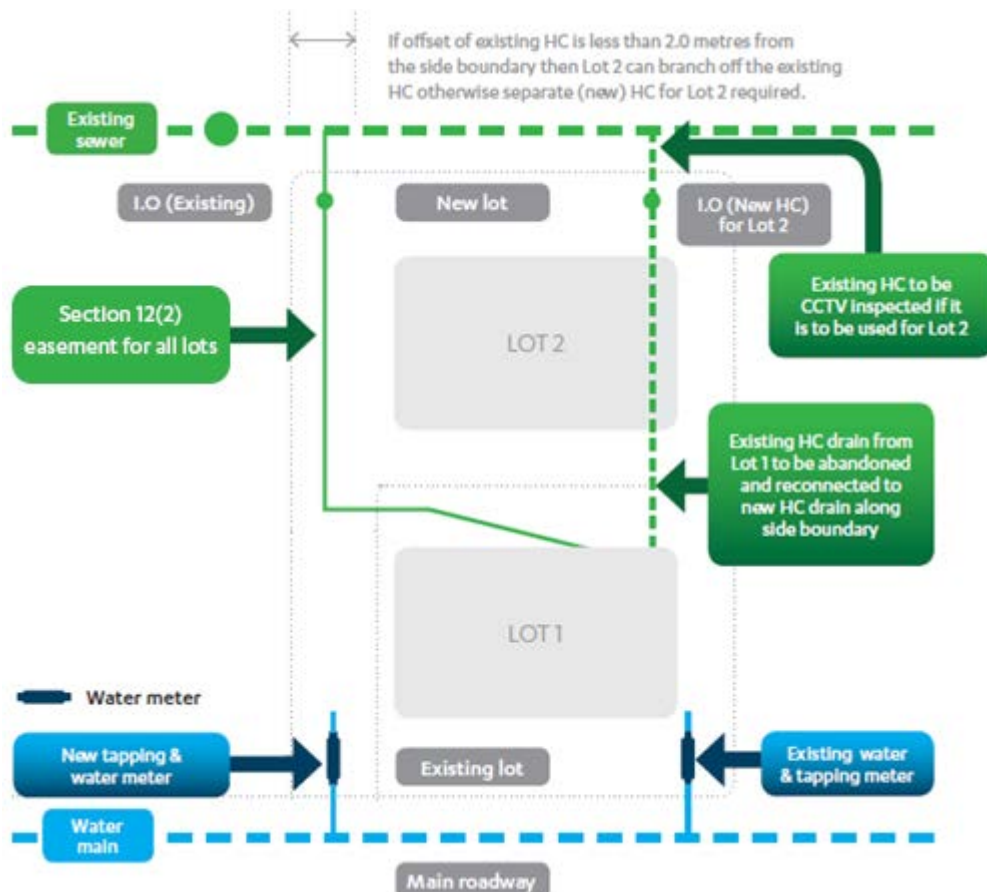 If offset of existing HC is less than 2.0 metres from
the side boundary then Lot 2 can branch off the existing
HC otherwise separate (new) HC for Lot 2 required.
Existing
sewer
I.O (Existing)
New lot
I.O (New HC)
for Lot 2
Existing HC to be
CCTV inspected if it
is to be used for Lot 2
Section 12(2)
easement for all lots
LOT 2
Existing HC drain from
Lot 1 to be abandoned
and reconnected to
new HC drain along
side boundary
LOT 1
Water meter
New tapping &
water meter
Existing lot
Existing water
& tapping meter
Water
main
Main roadway